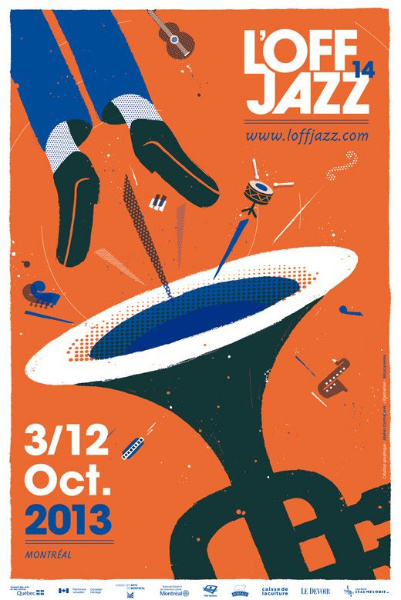 L'OFF
JAZZ 14
www.loffjazz.com
3/12
Oct.
2013
MONTRÉAL
Québec
Montréal
caisse de
la culture
LE DEVOIR